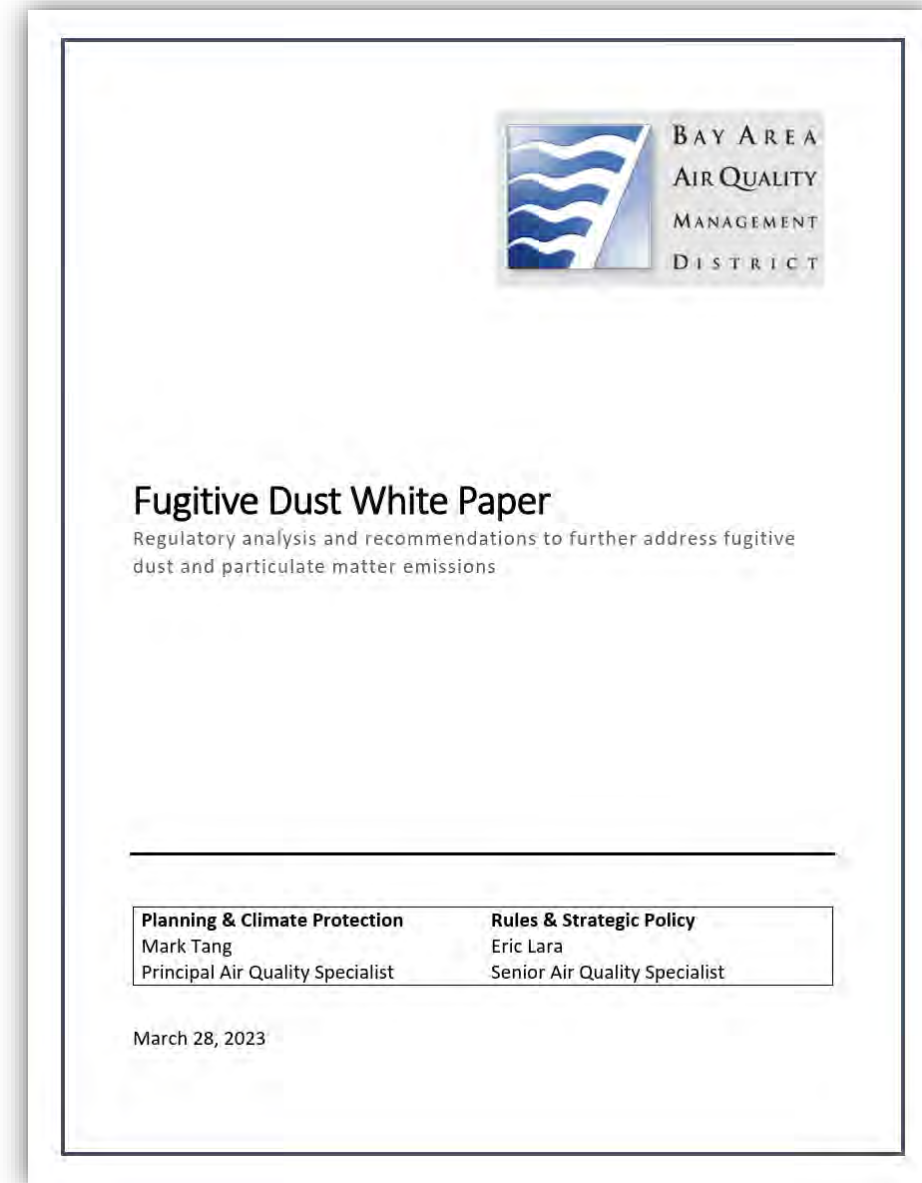 BAY AREA
AIR QUALITY
MANAGEMENT
DISTRICT
Fugitive Dust White Paper
Regulatory analysis and recommendations to further address fugitive
dust and particulate matter emissions
Planning & Climate Protection Rules & Strategic Policy
Mark Tang Eric Lara
Principal Air Quality Specialist Senior Air Quality Specialist
March 28, 2023